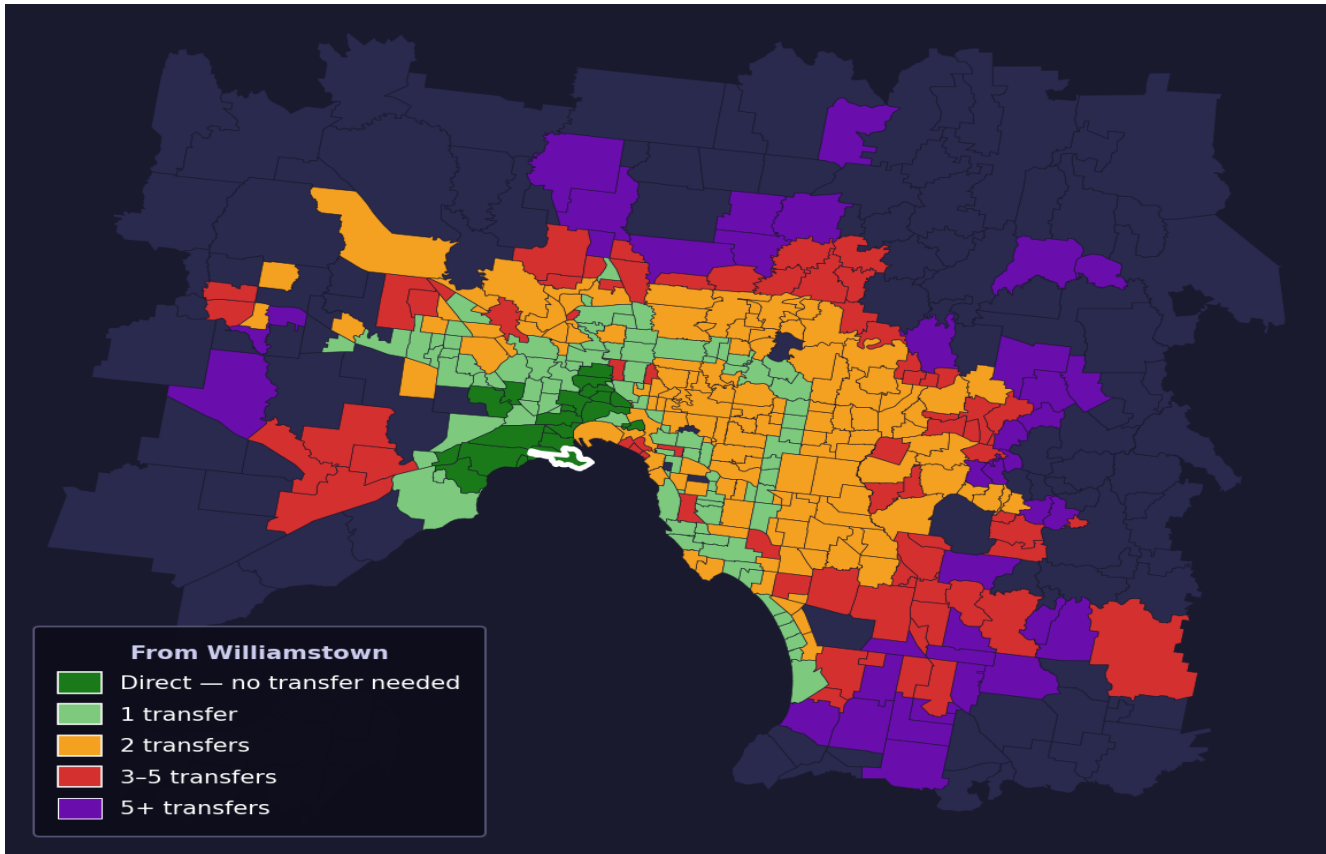 From Williamstown
Direct — no transfer needed
1 transfer
2 transfers
3–5 transfers
5+ transfers